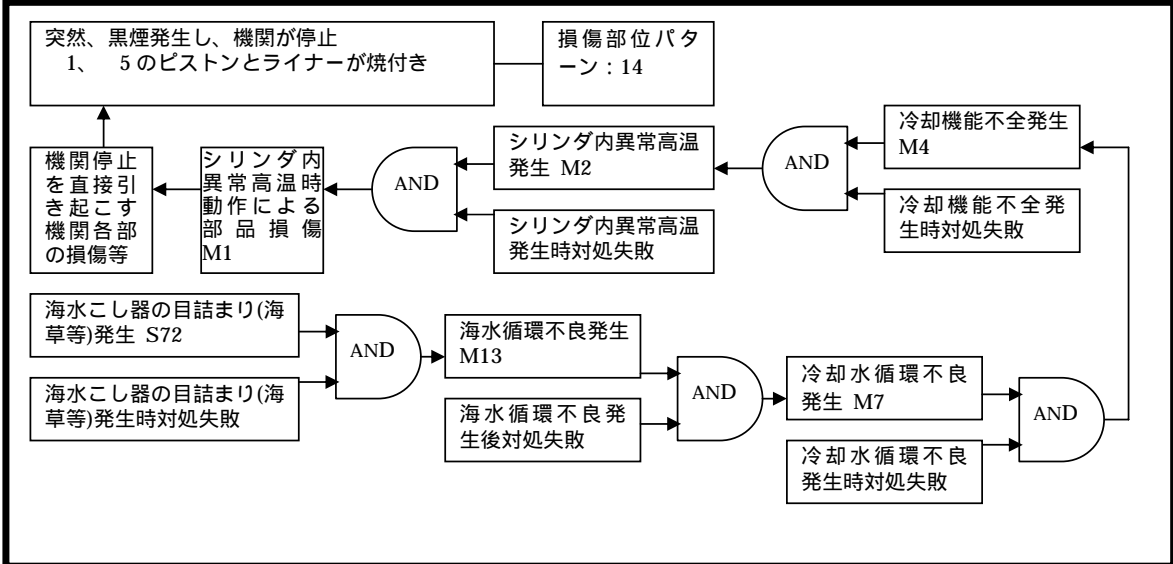 突然、黒煙発生し、機関が停止
1、 5のピストンとライナーが焼付き
損傷部位パタ
ーン:14
機関停止
を直接引
き起こす
機関各部
の損傷等
シリンダ内
異常高温時
動作による
部品損傷
M1
AND
シリンダ内異常高温
発生 M2
シリンダ内異常高温
発生時対処失敗
AND
冷却機能不全発生
M4
冷却機能不全発
生時対処失敗
海水こし器の目詰まり(海
草等)発生 S72
海水こし器の目詰まり(海
草等)発生時対処失敗
AND
海水循環不良発生
M13
海水循環不良発
生後対処失敗
AND
冷却水循環不良
発生 M7
冷却水循環不良
発生時対処失敗
AND